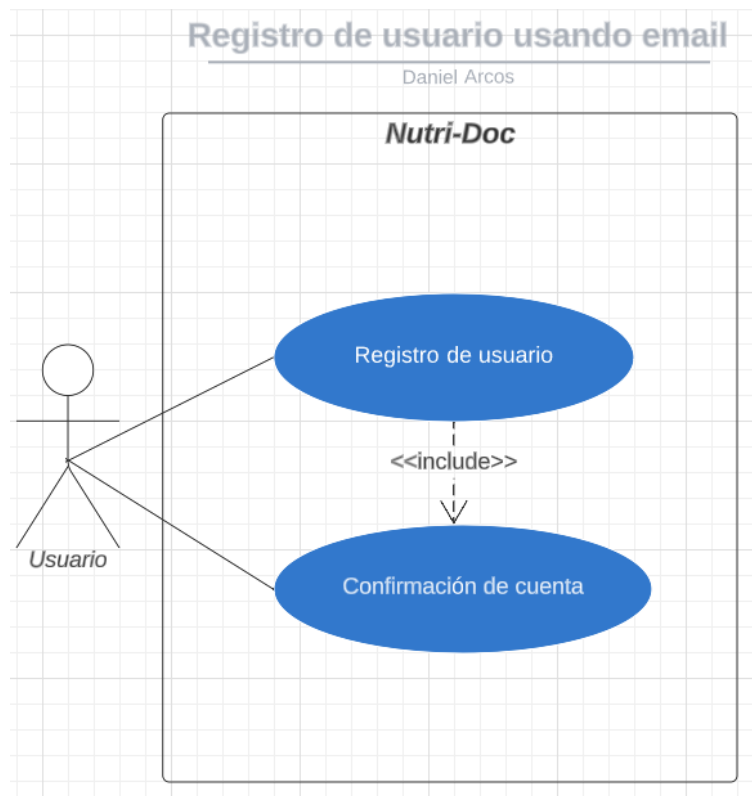 Registro de usuario usando email
Daniel Arcos
Nutri-Doc
Registro de usuario
<<include>>
Usuario
Confirmación de cuenta